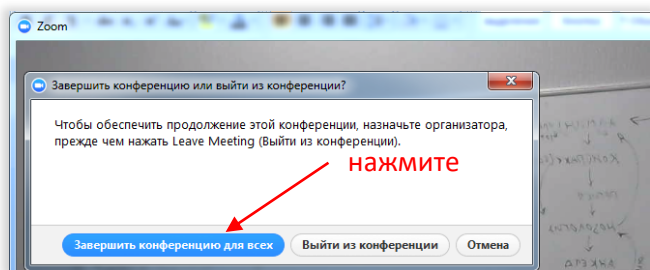 Zoom
Завершить конференцию или выйти из конференции?
Чтобы обеспечить продолжение этой конференции, назначьте организатора,
прежде чем нажать Leave Meeting (Выйти из конференции).
нажмите
Завершить конференцию для всех
Выйти из конференции
Отмена